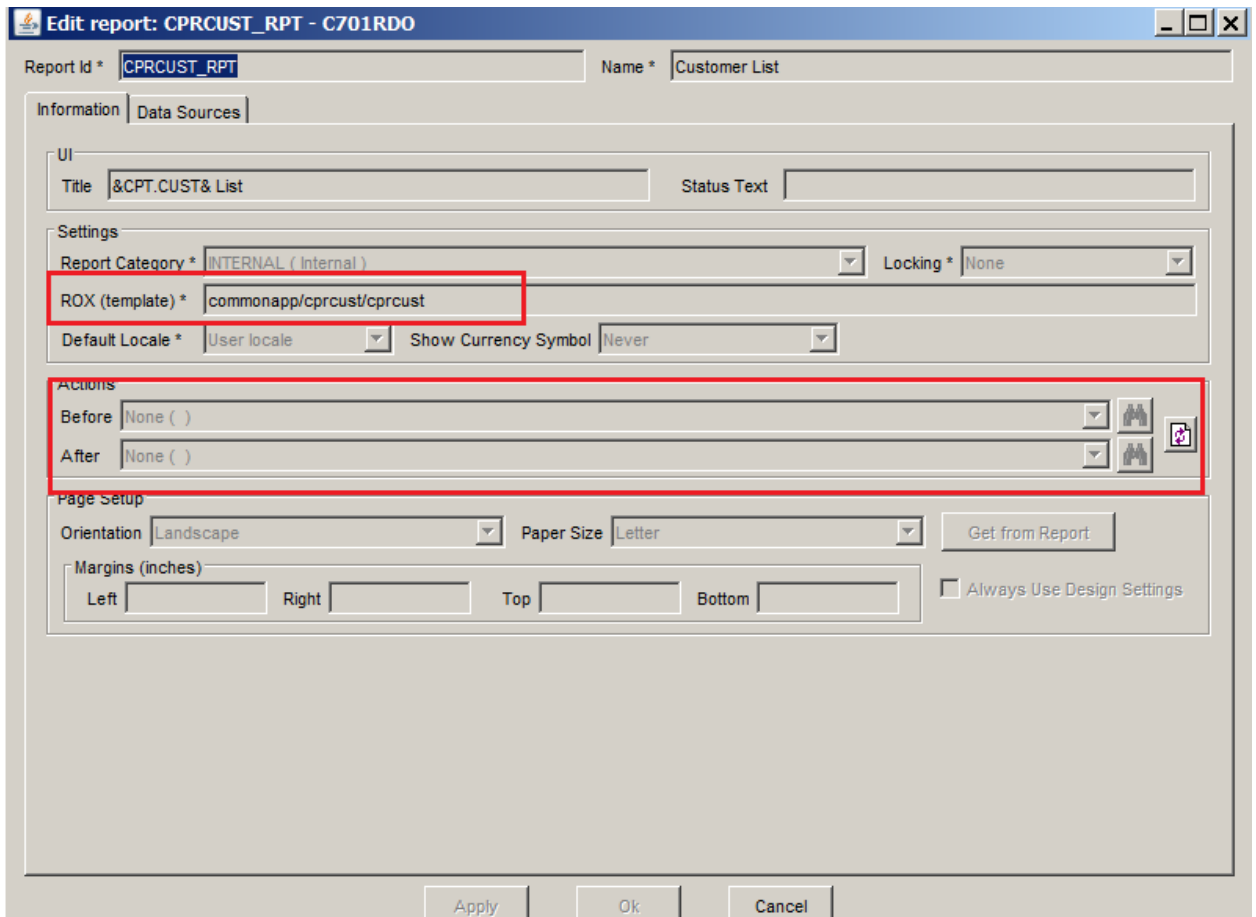 Edit report: CPRCUST_RPT - C701RDO
Report Id * CPRCUST_RPT Name * Customer List
Information Data Sources
UI
Title &CPT.CUST& List Status Text
Settings
Report Category * INTERNAL ( Internal ) Locking * None
ROX (template) * commonapp/cprcust/cprcust
Default Locale * User locale Show Currency Symbol Never
Actions
Before None ( )
After None ( )
Page Setup
Orientation Landscape Paper Size Letter Get from Report
Margins (inches)
Left Right Top Bottom Always Use Design Settings
Apply Ok Cancel